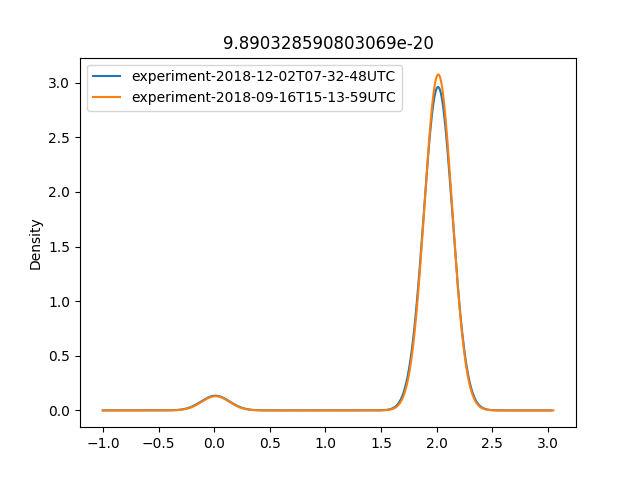 9.890328590803069e-20
experiment-2018-12-02T07-32-48UTC
experiment-2018-09-16T15-13-59UTC
Density
3.0
2.5
2.0
1.5
1.0
0.5
0.0
−1.0 −0.5 0.0 0.5 1.0 1.5 2.0 2.5 3.0